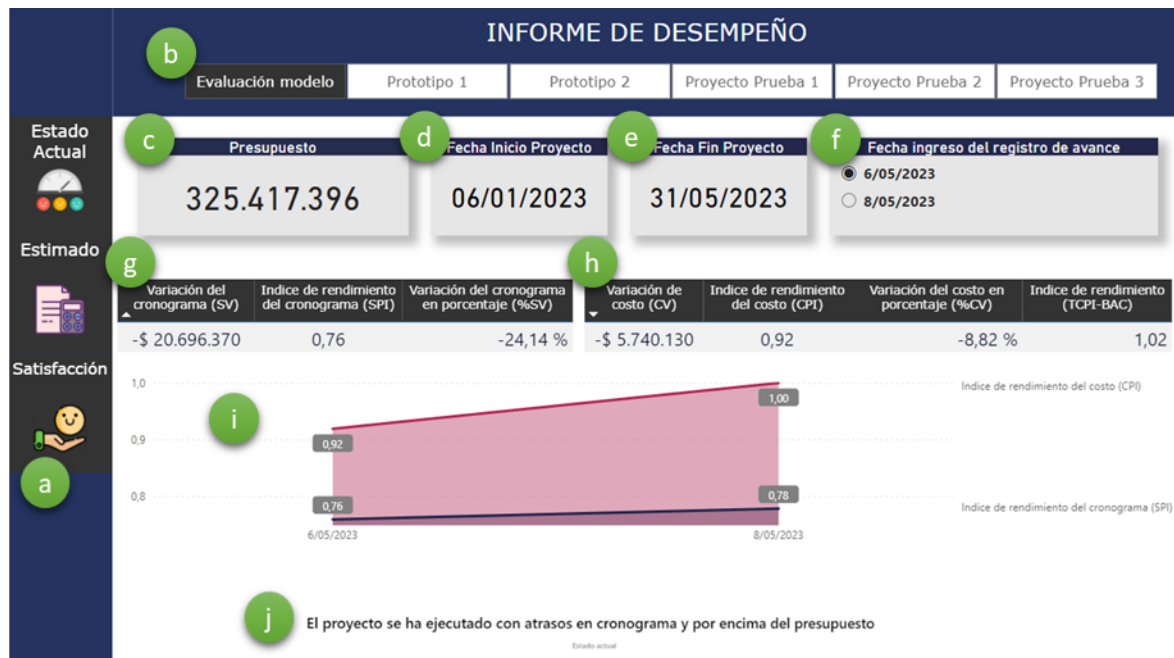 INFORME DE DESEMPEÑO
b
Evaluación modelo
Prototipo 1
Prototipo 2
Proyecto Prueba 1
Proyecto Prueba 2
Proyecto Prueba 3
Estado
Actual
Estimado
Satisfacción
a
c
Presupuesto
325.417.396
d
Fecha Inicio Proyecto
06/01/2023
e
Fecha Fin Proyecto
31/05/2023
f
Fecha ingreso del registro de avance
6/05/2023
8/05/2023
g
Variación del
cronograma (SV)
Indice de rendimiento
del cronograma (SPI)
Variación del cronograma
en porcentaje (%SV)
-$ 20.696.370
0,76
-24,14 %
h
Variación de
costo (CV)
Indice de rendimiento
del costo (CPI)
Variación del costo en
porcentaje (%CV)
Indice de rendimiento
(TCPI-BAC)
-$ 5.740.130
0,92
-8,82 %
1,02
i
1,0
0,9
0,8
0,92
1,00
0,76
0,78
Indice de rendimiento del costo (CPI)
Indice de rendimiento del cronograma (SPI)
6/05/2023
8/05/2023
j
El proyecto se ha ejecutado con atrasos en cronograma y por encima del presupuesto
Estado actual